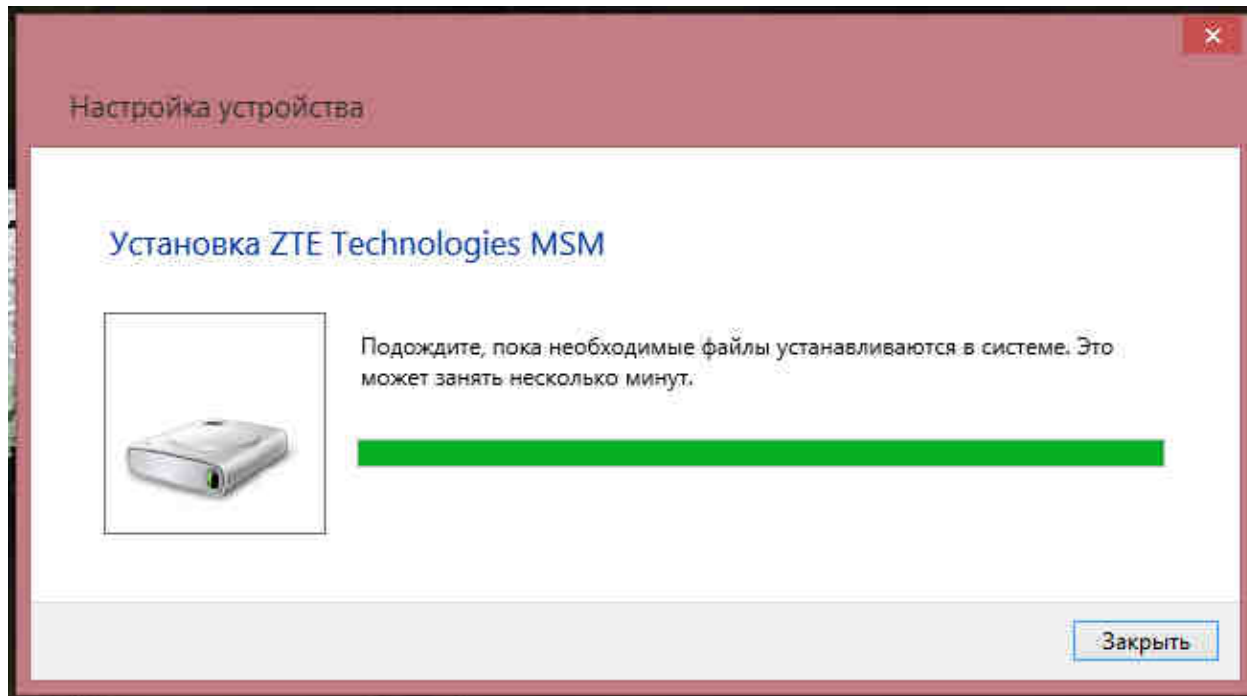 Настройка устройства
Установка ZTE Technologies MSM
Подождите, пока необходимые файлы устанавливаются в системе. Это
может занять несколько минут.
Закрыть